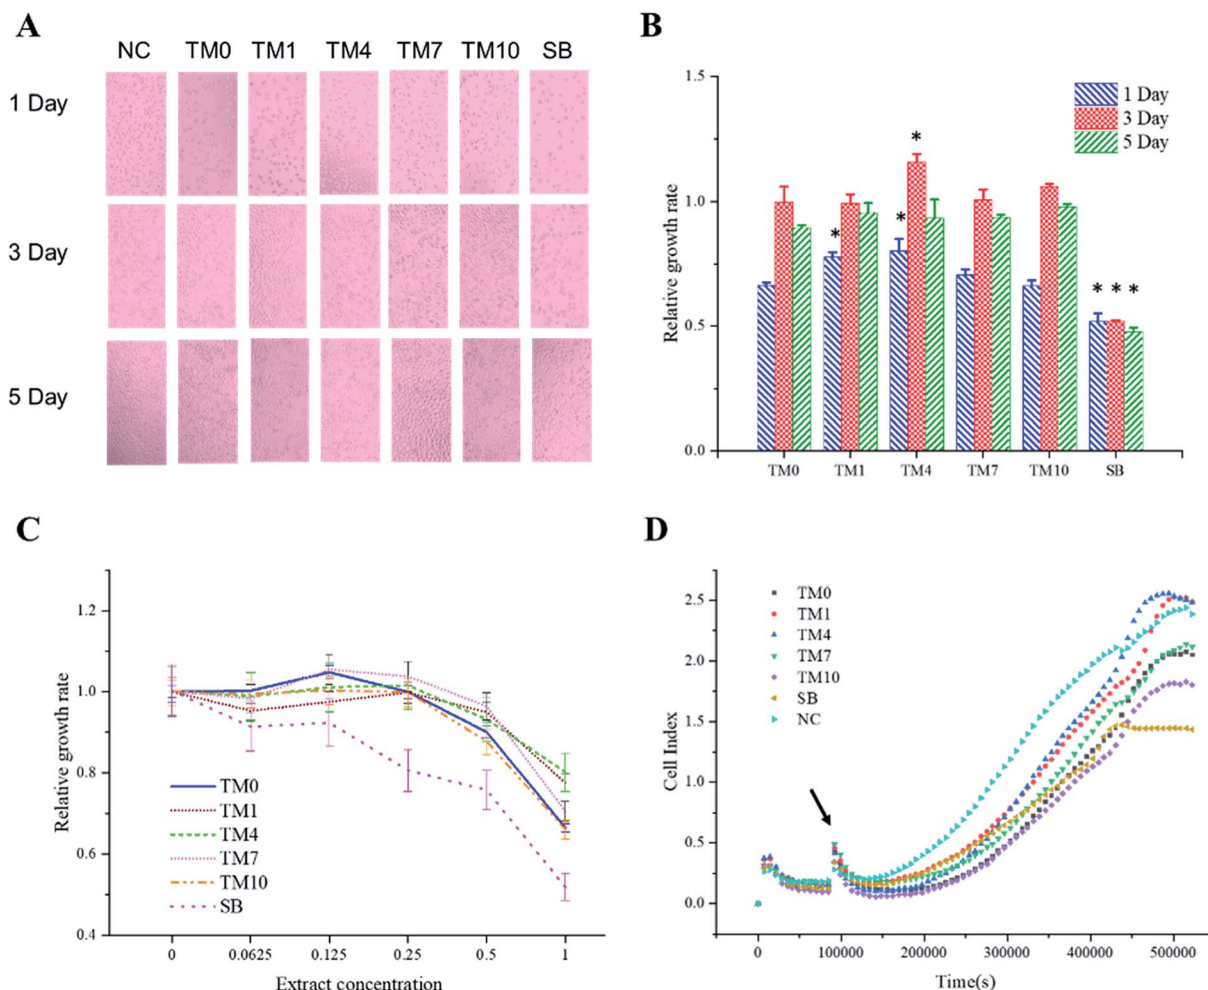 A
NC TM0 TM1 TM4 TM7 TM10 SB
1 Day
3 Day
5 Day
B
1.5
1.0
0.5
0.0
Relative growth rate
1 Day
3 Day
5 Day
*
*
*
* * *
TM0 TM1 TM4 TM7 TM10 SB
C
1.2
1.0
0.8
0.6
0.4
Relative growth rate
TM0
TM1
TM4
TM7
TM10
SB
0 0.0625 0.125 0.25 0.5 1
Extract concentration
D
2.5
2.0
1.5
1.0
0.5
0.0
Cell Index
TM0
TM1
TM4
TM7
TM10
SB
NC
0 100000 200000 300000 400000 500000
Time(s)